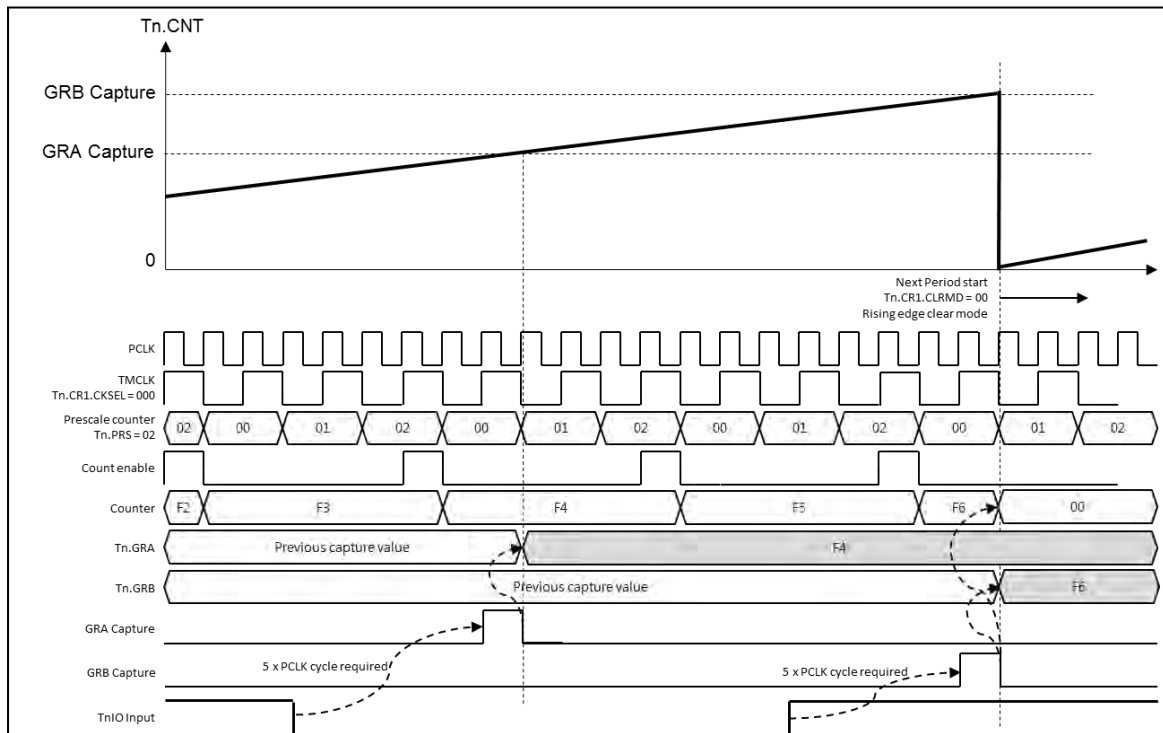 Tn.CNT
GRB Capture
GRA Capture
0
Next Period start
Tn.CR1.CLRMD = 00
Rising edge clear mode
PCLK
TMCLK
Tn.CR1.CKSEL = 000
Prescale counter
Tn.PRS = 02
02 00 01 02 00 01 02 00 01 02 00 01 02
Count enable
Counter
F2 F3 F4 F5 F6 00
Tn.GRA
Previous capture value F4
Tn.GRB
Previous capture value F6
GRA Capture
5 x PCLK cycle required
GRB Capture
5 x PCLK cycle required
TnIO Input